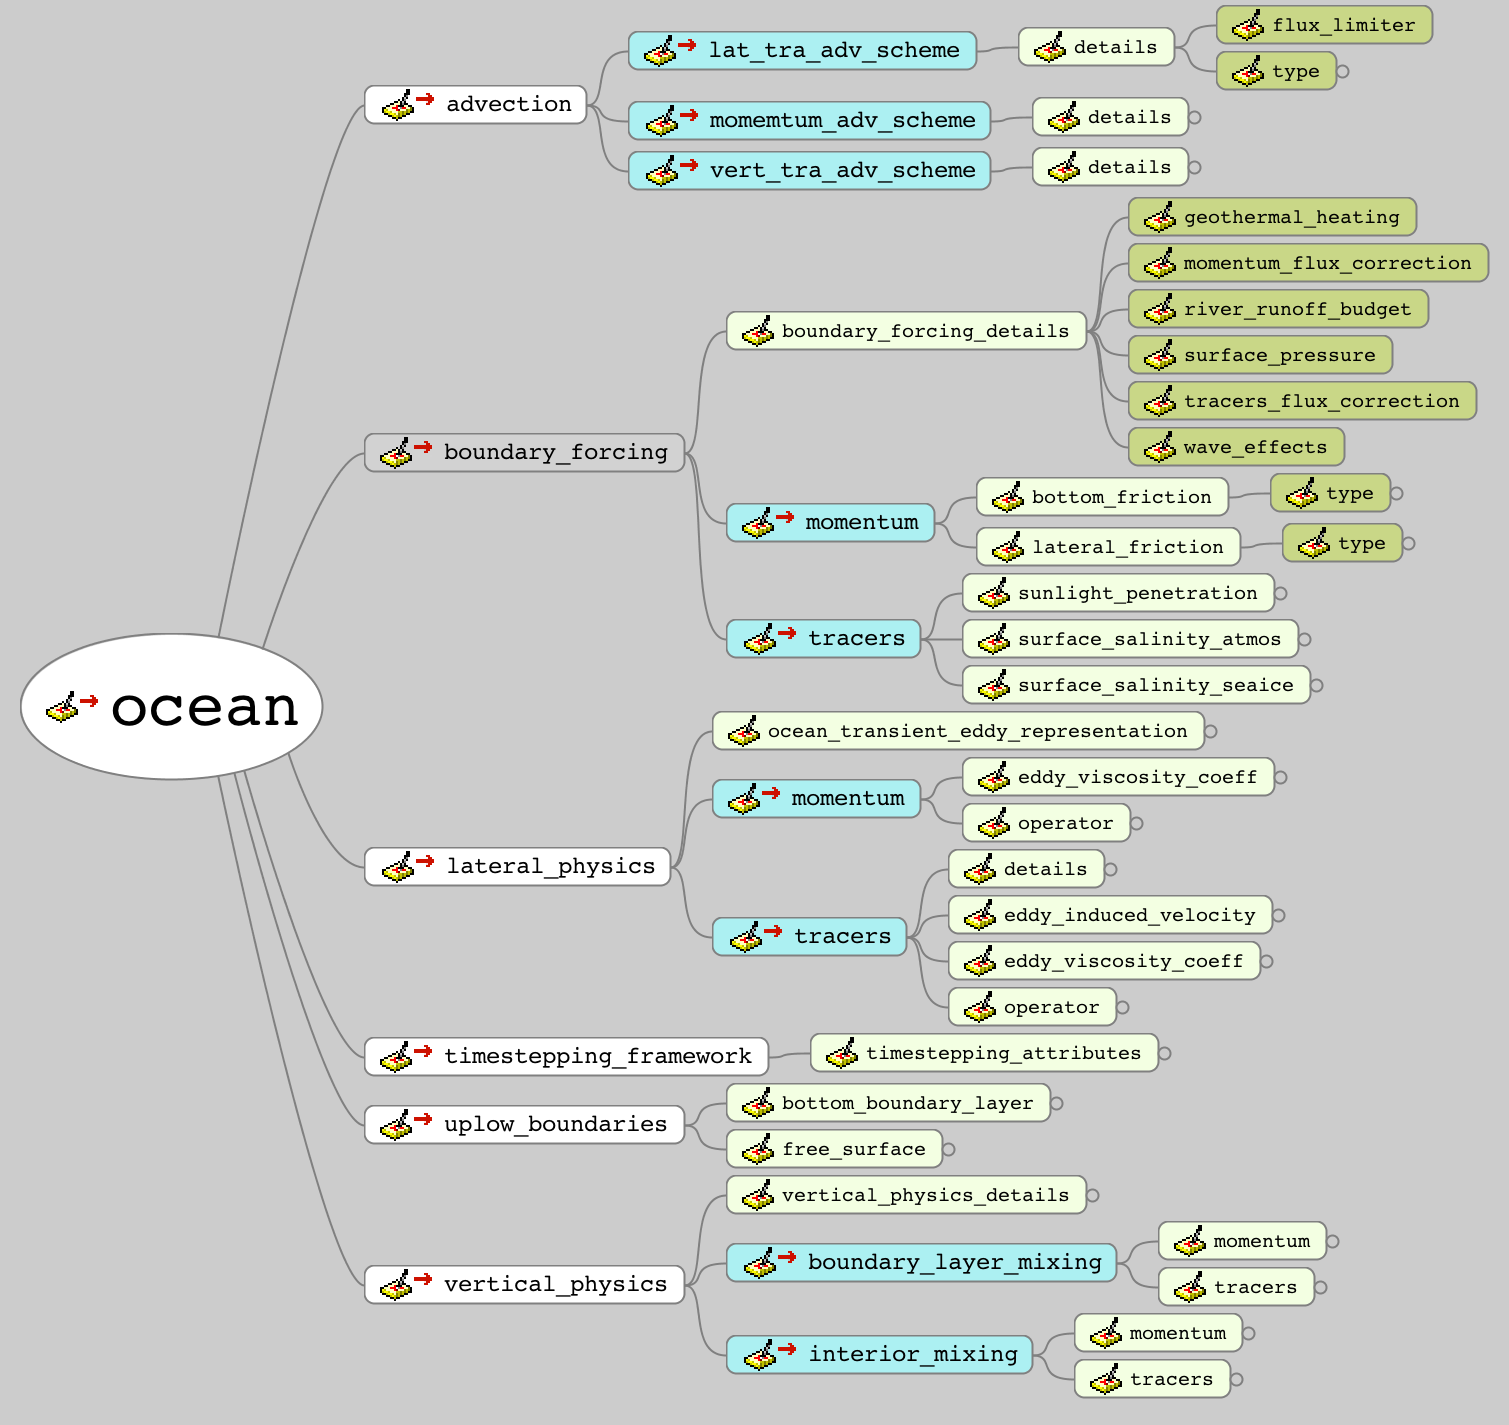 ocean
advection
lat_tra_adv_scheme
details
flux_limiter
type
momemtum_adv_scheme
details
vert_tra_adv_scheme
details
boundary_forcing
boundary_forcing_details
geothermal_heating
momentum_flux_correction
river_runoff_budget
surface_pressure
tracers_flux_correction
wave_effects
momentum
bottom_friction
type
lateral_friction
type
tracers
sunlight_penetration
surface_salinity_atmos
surface_salinity_seaice
lateral_physics
ocean_transient_eddy_representation
momentum
eddy_viscosity_coeff
operator
tracers
details
eddy_induced_velocity
eddy_viscosity_coeff
operator
timestepping_framework
timestepping_attributes
uplow_boundaries
bottom_boundary_layer
free_surface
vertical_physics
vertical_physics_details
boundary_layer_mixing
momentum
tracers
interior_mixing
momentum
tracers